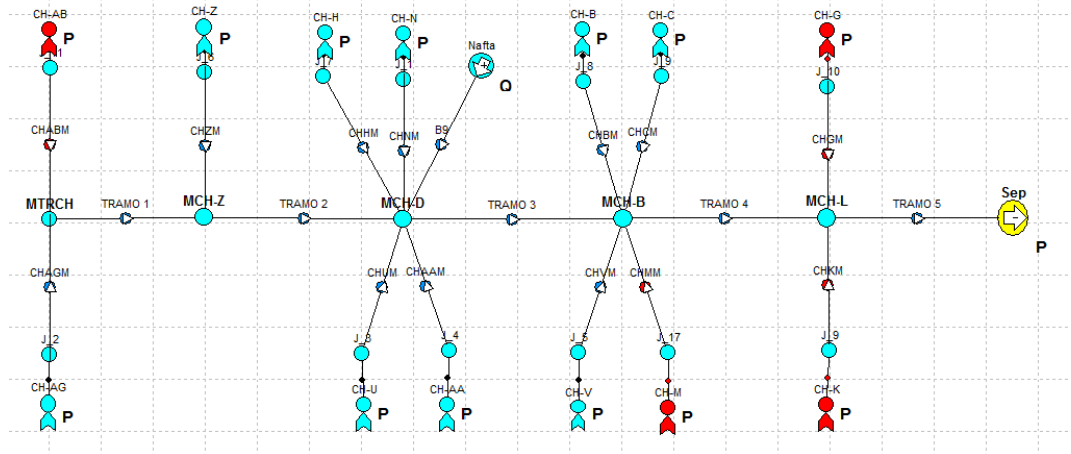 CH-AB
P
CH-Z
P
CH-H
P
CH-N
P
Nafta
Q
CH-B
P
CH-C
P
CH-G
P
J_6
J_7
J_8
J_10
CHABM
CHZM
CHHM
CHNM
B9
CHBM
CHCM
CHGM
MTRCH
TRAMO 1
MCH-Z
TRAMO 2
MCH-D
TRAMO 3
MCH-B
TRAMO 4
MCH-L
TRAMO 5
Sep
P
CHAGM
CHUM
CHAAM
CHVM
CHMM
CHKM
J_2
J_3
J_4
J_5
J_17
J_9
CH-AG
P
CH-U
P
CH-AA
P
CH-V
P
CH-M
P
CH-K
P